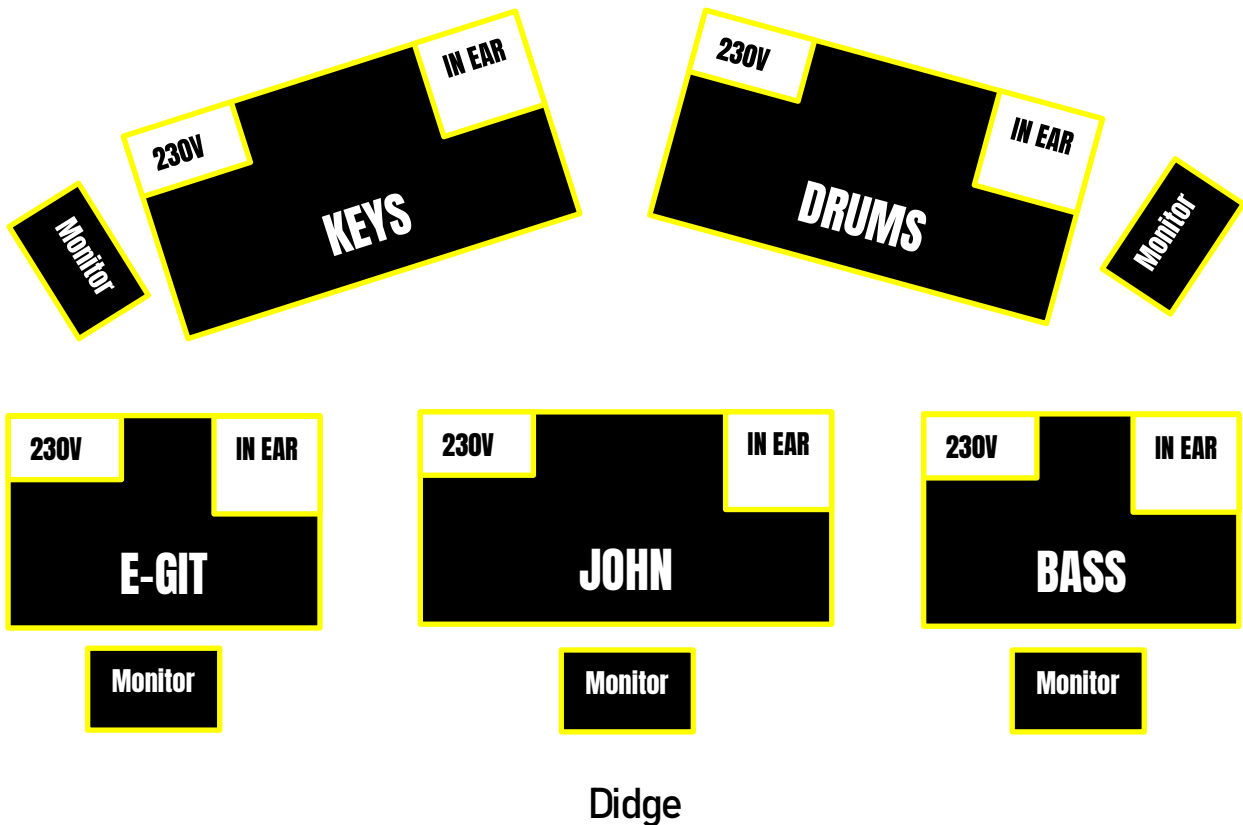 230V
IN EAR
KEYS
Monitor
230V
IN EAR
DRUMS
Monitor
230V
IN EAR
E-GIT
Monitor
230V
IN EAR
JOHN
Monitor
230V
IN EAR
BASS
Monitor
Didge